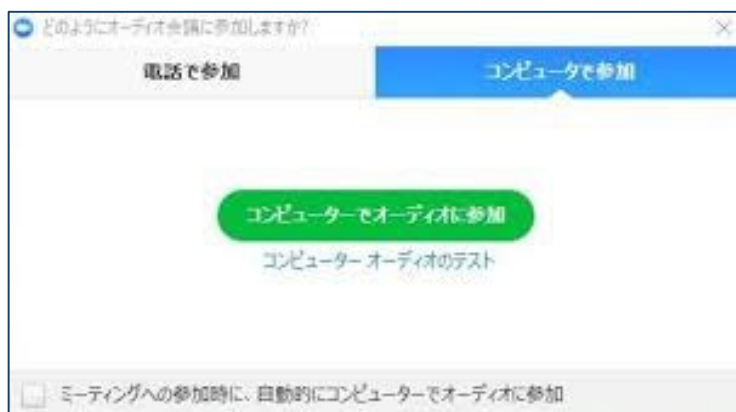 どのようにオーディオ会議に参加しますか?
電話で参加
コンピュータで参加
コンピューターでオーディオに参加
コンピューター オーディオのテスト
ミーティングへの参加時に、自動的にコンピューターでオーディオに参加